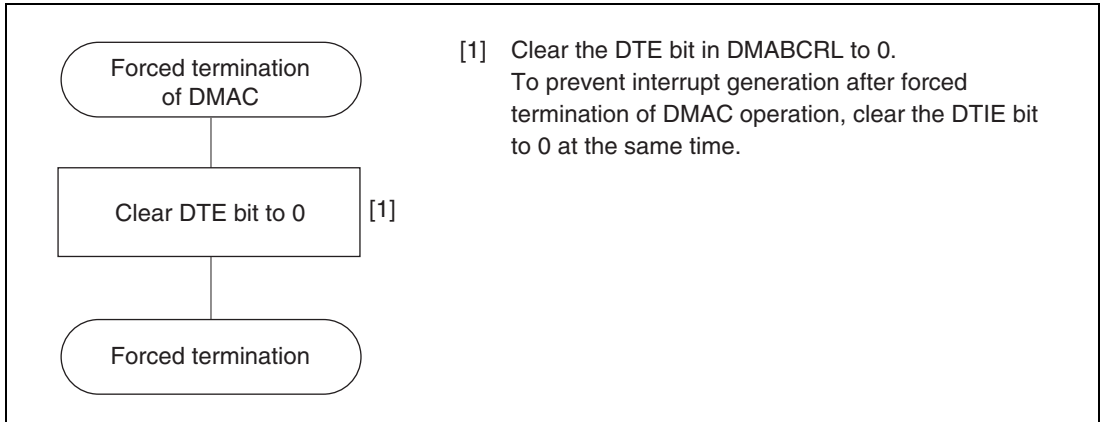 Forced termination
of DMAC
Clear DTE bit to 0
[1]
Forced termination
[1] Clear the DTE bit in DMABCRL to 0.
To prevent interrupt generation after forced
termination of DMAC operation, clear the DTIE bit
to 0 at the same time.